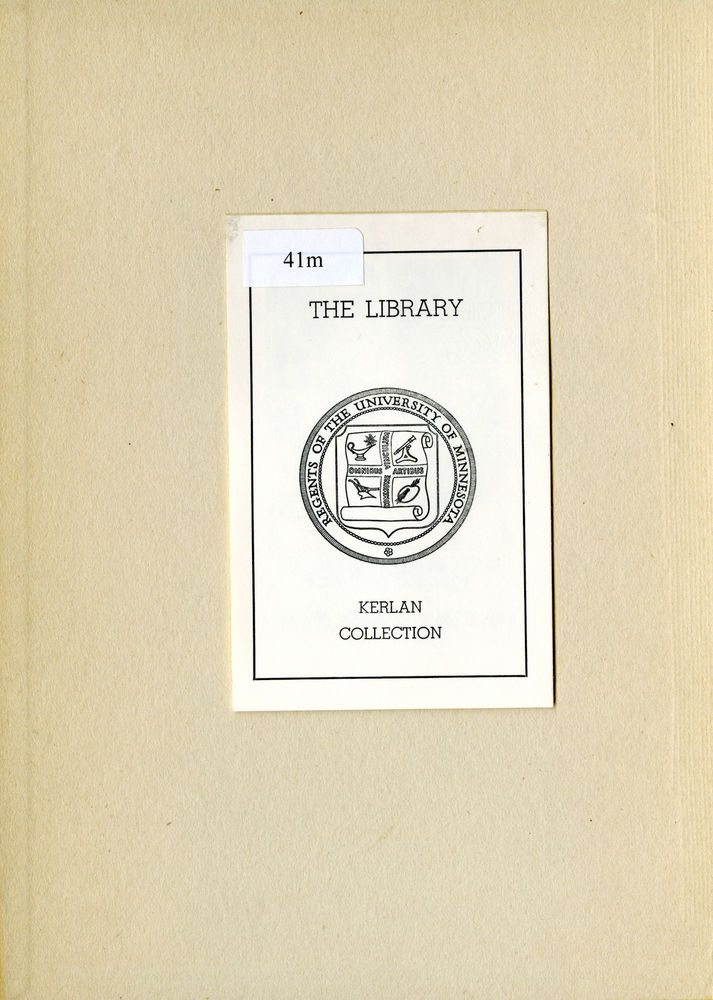 41m
THE LIBRARY
REGENTS OF THE UNIVERSITY OF MINNESOTA
OMNIBUS ARTIBUS
KERLAN
COLLECTION